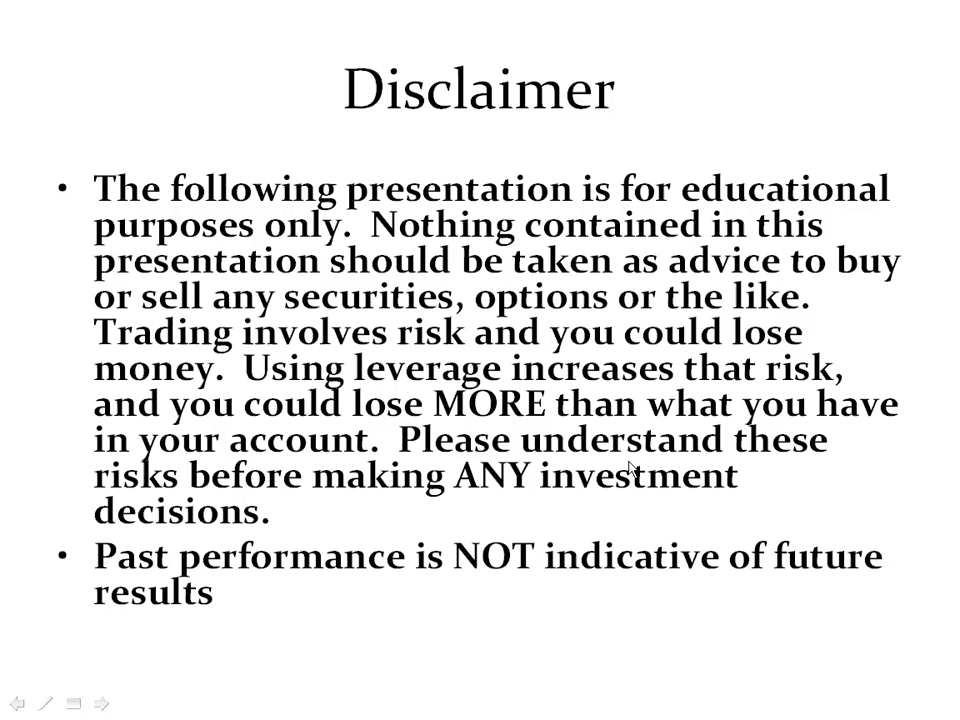 Disclaimer
• The following presentation is for educational
purposes only.  Nothing contained in this
presentation should be taken as advice to buy
or sell any securities, options or the like.
Trading involves risk and you could lose
money.  Using leverage increases that risk,
and you could lose MORE than what you have
in your account.  Please understand these
risks before making ANY investment
decisions.
• Past performance is NOT indicative of future
results